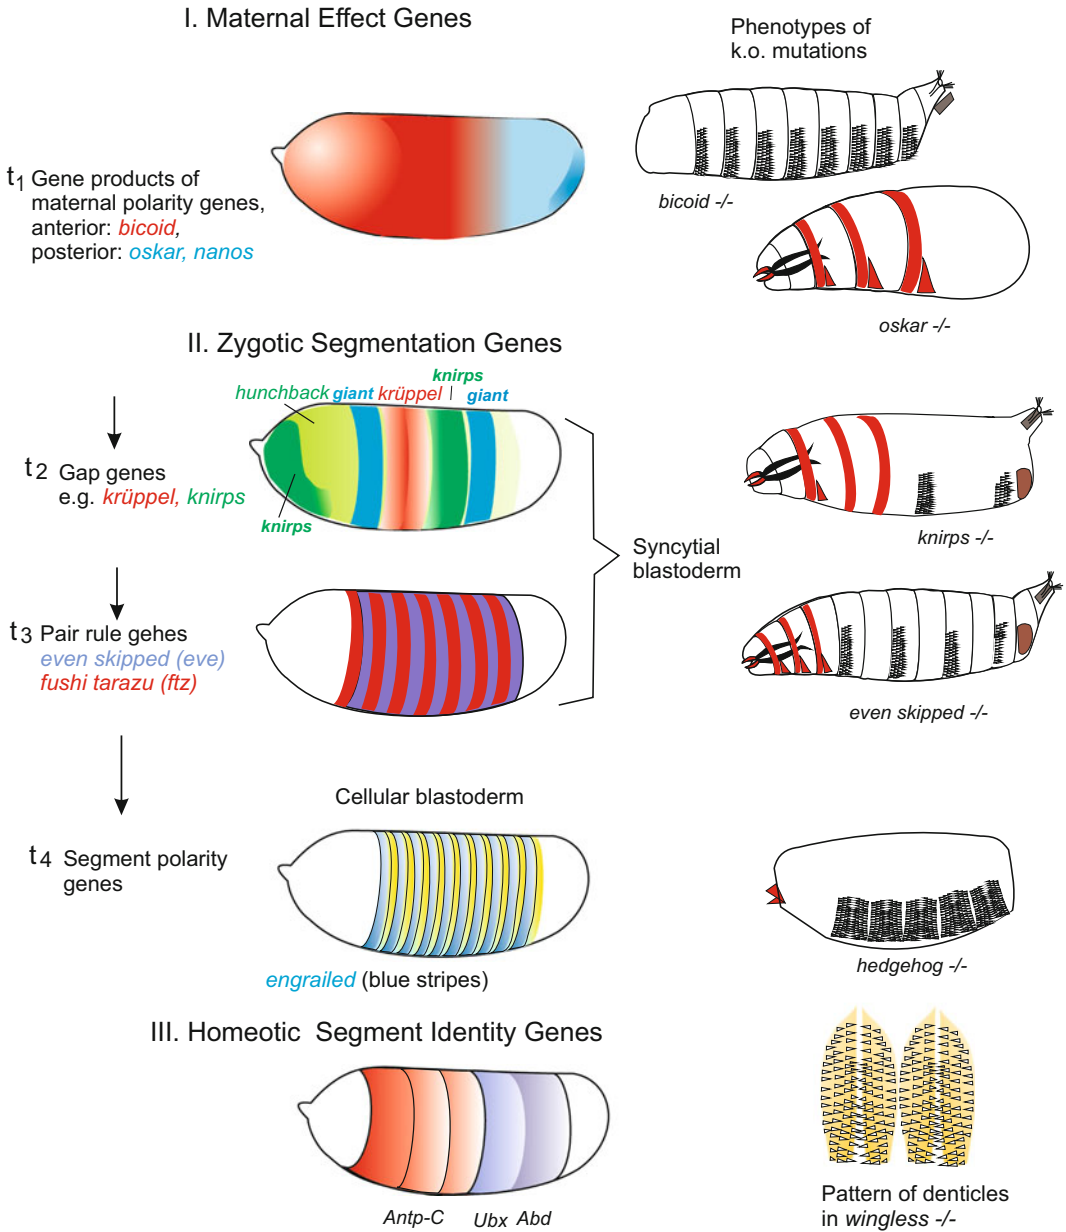 I. Maternal Effect Genes
Phenotypes of
k.o. mutations
t1 Gene products of
maternal polarity genes,
anterior: bicoid,
posterior: oskar, nanos
bicoid -/-
oskar -/-
II. Zygotic Segmentation Genes
hunchback giant krüppel knirps giant
t2 Gap genes
e.g. krüppel, knirps
knirps
knirps -/-
Syncytial
blastoderm
t3 Pair rule gehes
even skipped (eve)
fushi tarazu (ftz)
even skipped -/-
Cellular blastoderm
t4 Segment polarity
genes
engrailed (blue stripes)
hedgehog -/-
III. Homeotic Segment Identity Genes
Antp-C Ubx Abd
Pattern of denticles
in wingless -/-